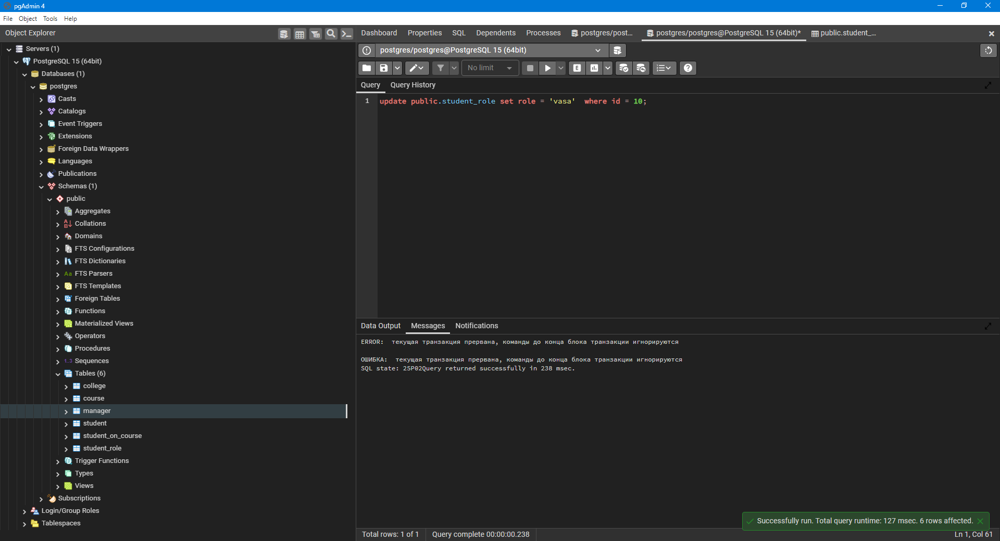 pgAdmin 4
File Object Tools Help
Object Explorer
Dashboard Properties SQL Dependents Processes postgres/post... postgres/postgres@PostgreSQL 15 (64bit)* public.student_...
Servers (1)
PostgreSQL 15 (64bit)
Databases (1)
postgres
Casts
Catalogs
Event Triggers
Extensions
Foreign Data Wrappers
Languages
Publications
Schemas (1)
public
Aggregates
Collations
Domains
FTS Configurations
FTS Dictionaries
FTS Parsers
FTS Templates
Foreign Tables
Functions
Materialized Views
Operators
Procedures
1..3 Sequences
Tables (6)
college
course
manager
student
student_on_course
student_role
Trigger Functions
Types
Views
Subscriptions
Login/Group Roles
Tablespaces
postgres/postgres@PostgreSQL 15 (64bit)
No limit
E
Query Query History
1 update public.student_role set role = 'vasa'  where id = 10;
Data Output Messages Notifications
ERROR:  текущая транзакция прервана, команды до конца блока транзакции игнорируются
ОШИБКА:  текущая транзакция прервана, команды до конца блока транзакции игнорируются
SQL state: 25P02Query returned successfully in 238 msec.
Successfully run. Total query runtime: 127 msec. 6 rows affected.
Total rows: 1 of 1 Query complete 00:00:00.238 Ln 1, Col 61